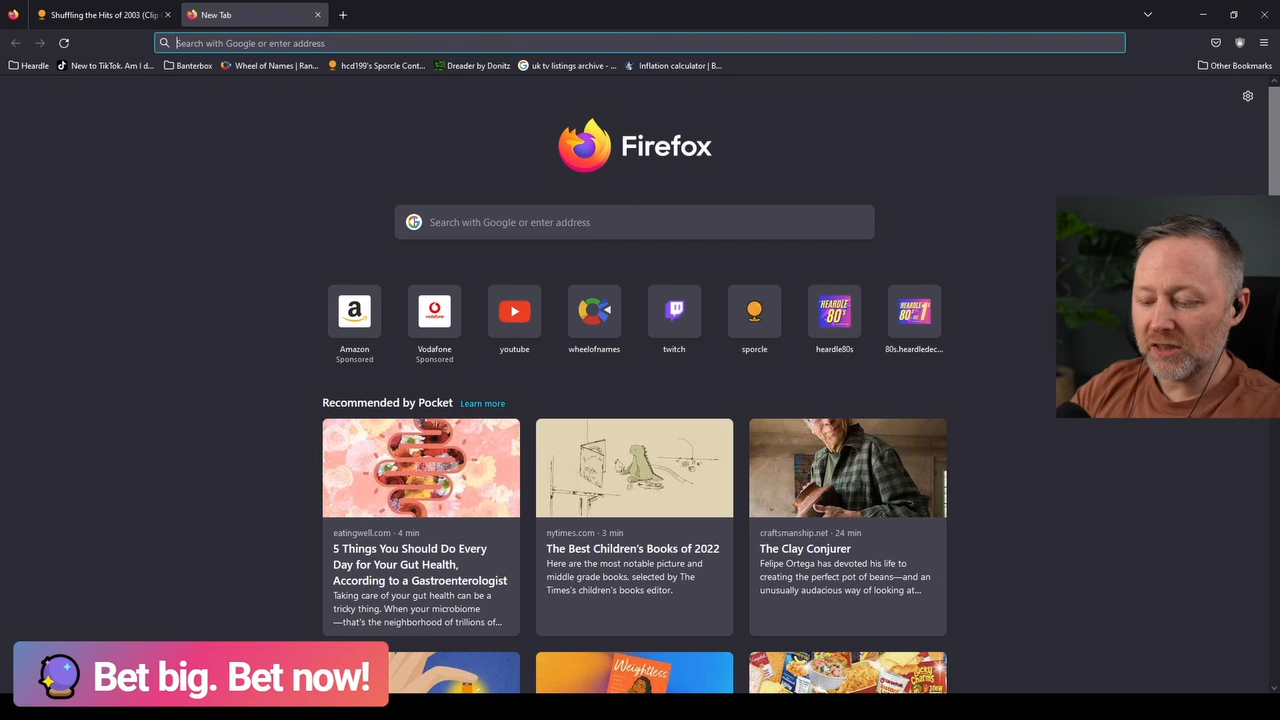 Shuffling the Hits of 2003 (Clip
New Tab
Search with Google or enter address
Heardle
New to TikTok. Am I d...
Banterbox
Wheel of Names | Ran...
hcd199's Sporcle Cont...
Dreader by Donitz
uk tv listings archive - ...
Inflation calculator | B...
Other Bookmarks
Firefox
Search with Google or enter address
Amazon
Sponsored
Vodafone
Sponsored
youtube
wheelofnames
twitch
sporcle
heardle80s
80s.heardledec...
Recommended by Pocket Learn more
eatingwell.com · 4 min
5 Things You Should Do Every
Day for Your Gut Health,
According to a Gastroenterologist
Taking care of your gut health can be a
tricky thing. When your microbiome
—that's the neighborhood of trillions of...
nytimes.com · 3 min
The Best Children's Books of 2022
Here are the most notable picture and
middle grade books, selected by The
Times's children's books editor.
craftsmanship.net · 24 min
The Clay Conjurer
Felipe Ortega has devoted his life to
creating the perfect pot of beans—and an
unusually audacious way of looking at...
Weightless
Bet big. Bet now!